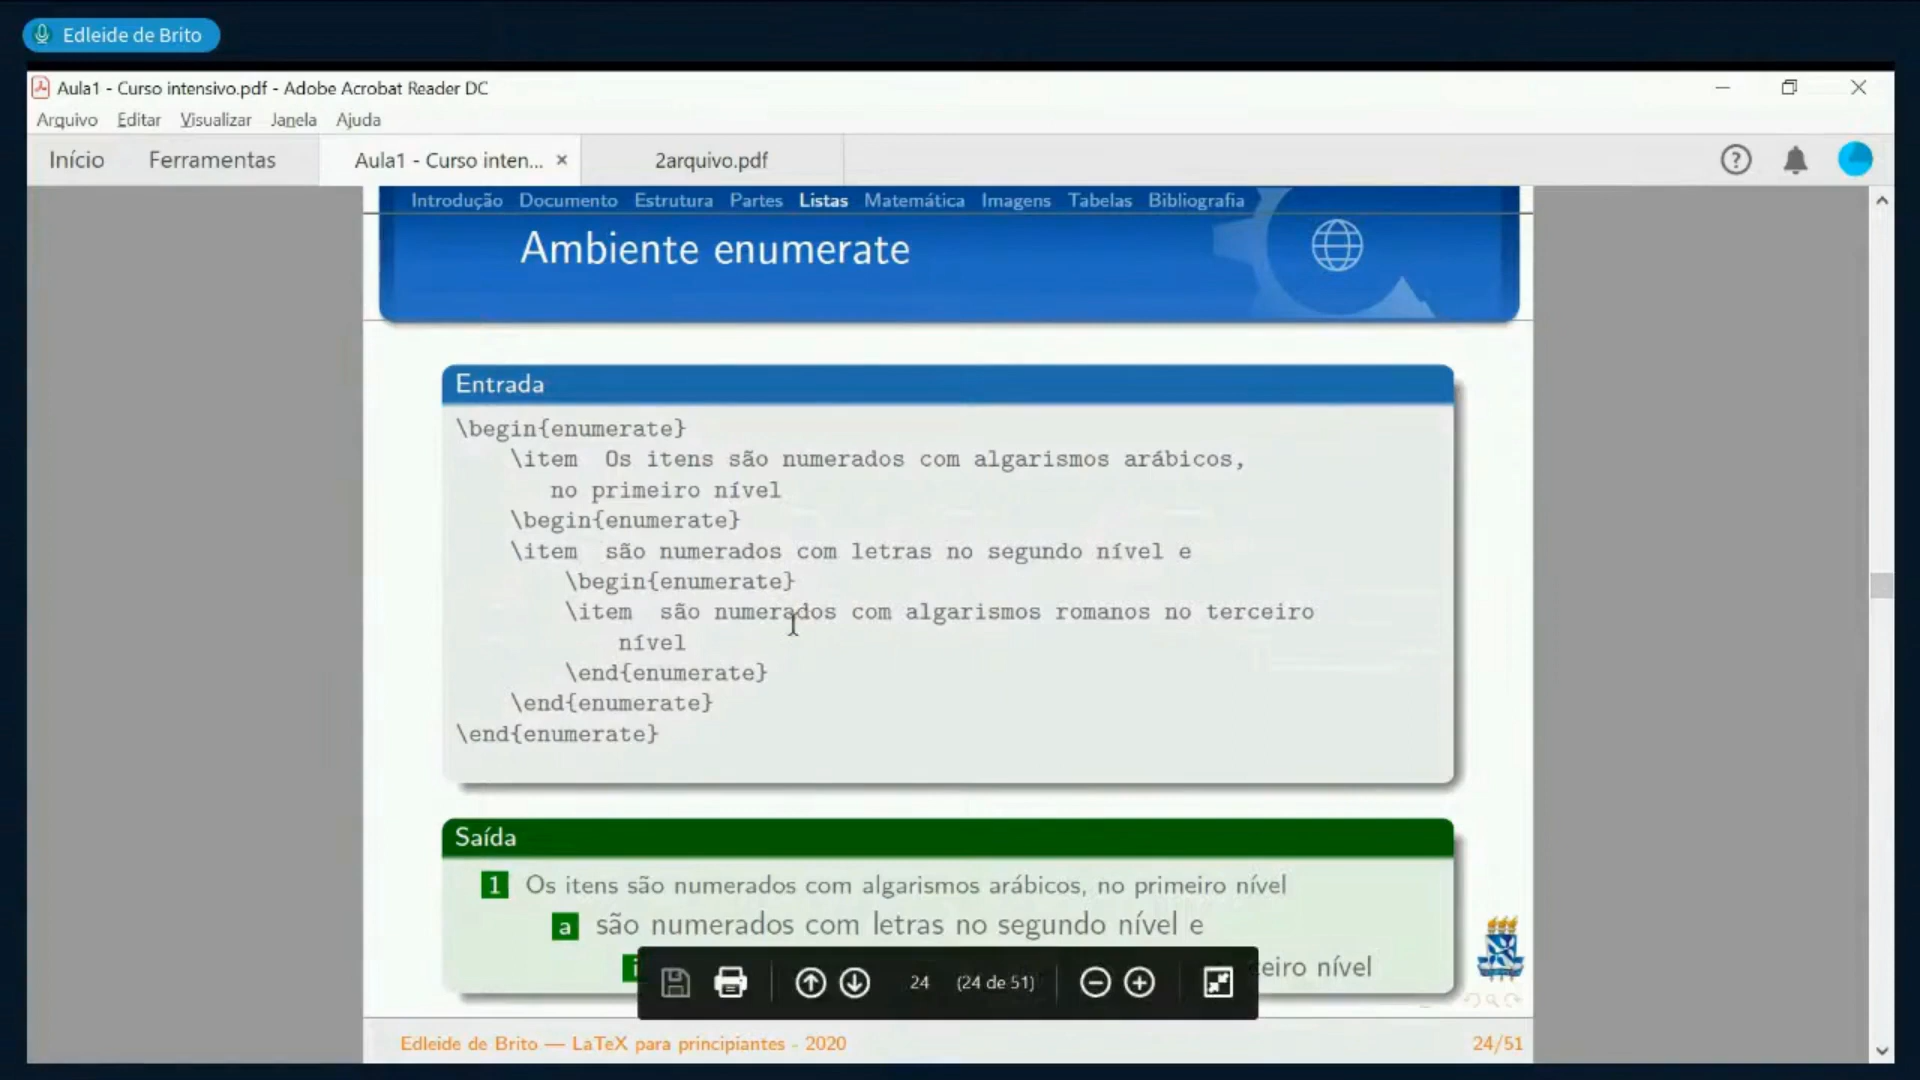 Edleide de Brito
Aula1 - Curso intensivo.pdf - Adobe Acrobat Reader DC
Arquivo Editar Visualizar Janela Ajuda
Início Ferramentas Aula1 - Curso inten... × 2arquivo.pdf
Introdução Documento Estrutura Partes Listas Matemática Imagens Tabelas Bibliografia
Ambiente enumerate
Entrada
\begin{enumerate}
\item Os itens são numerados com algarismos arábicos,
no primeiro nível
\begin{enumerate}
\item são numerados com letras no segundo nível e
\begin{enumerate}
\item são numerados com algarismos romanos no terceiro
nível
\end{enumerate}
\end{enumerate}
\end{enumerate}
Saída
1 Os itens são numerados com algarismos arábicos, no primeiro nível
a são numerados com letras no segundo nível e
i nível
24 (24 de 51)
Edleide de Brito — LaTeX para principiantes - 2020 24/51